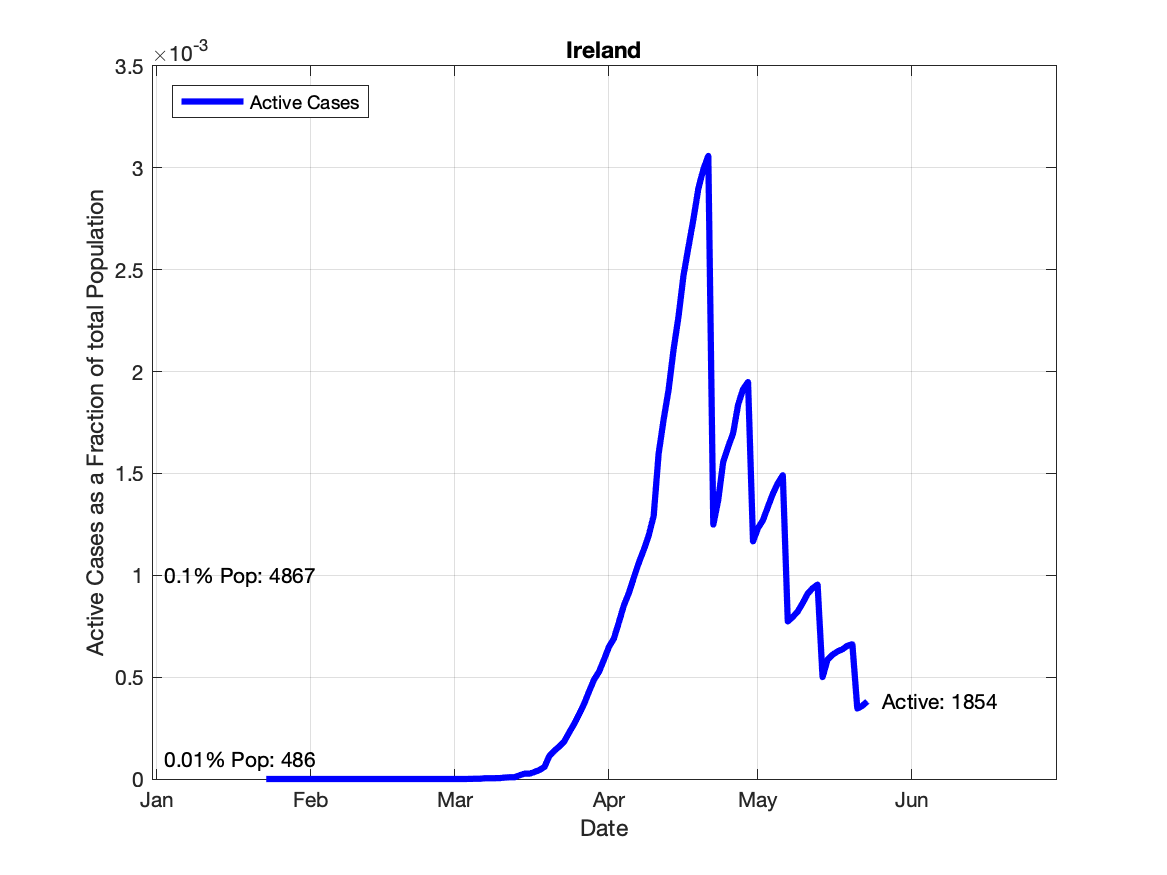 Ireland
×10-3
3.5
3
2.5
2
1.5
1
0.5
0
Active Cases as a Fraction of total Population
Active Cases
0.1% Pop: 4867
0.01% Pop: 486
Active: 1854
Jan Feb Mar Apr May Jun
Date